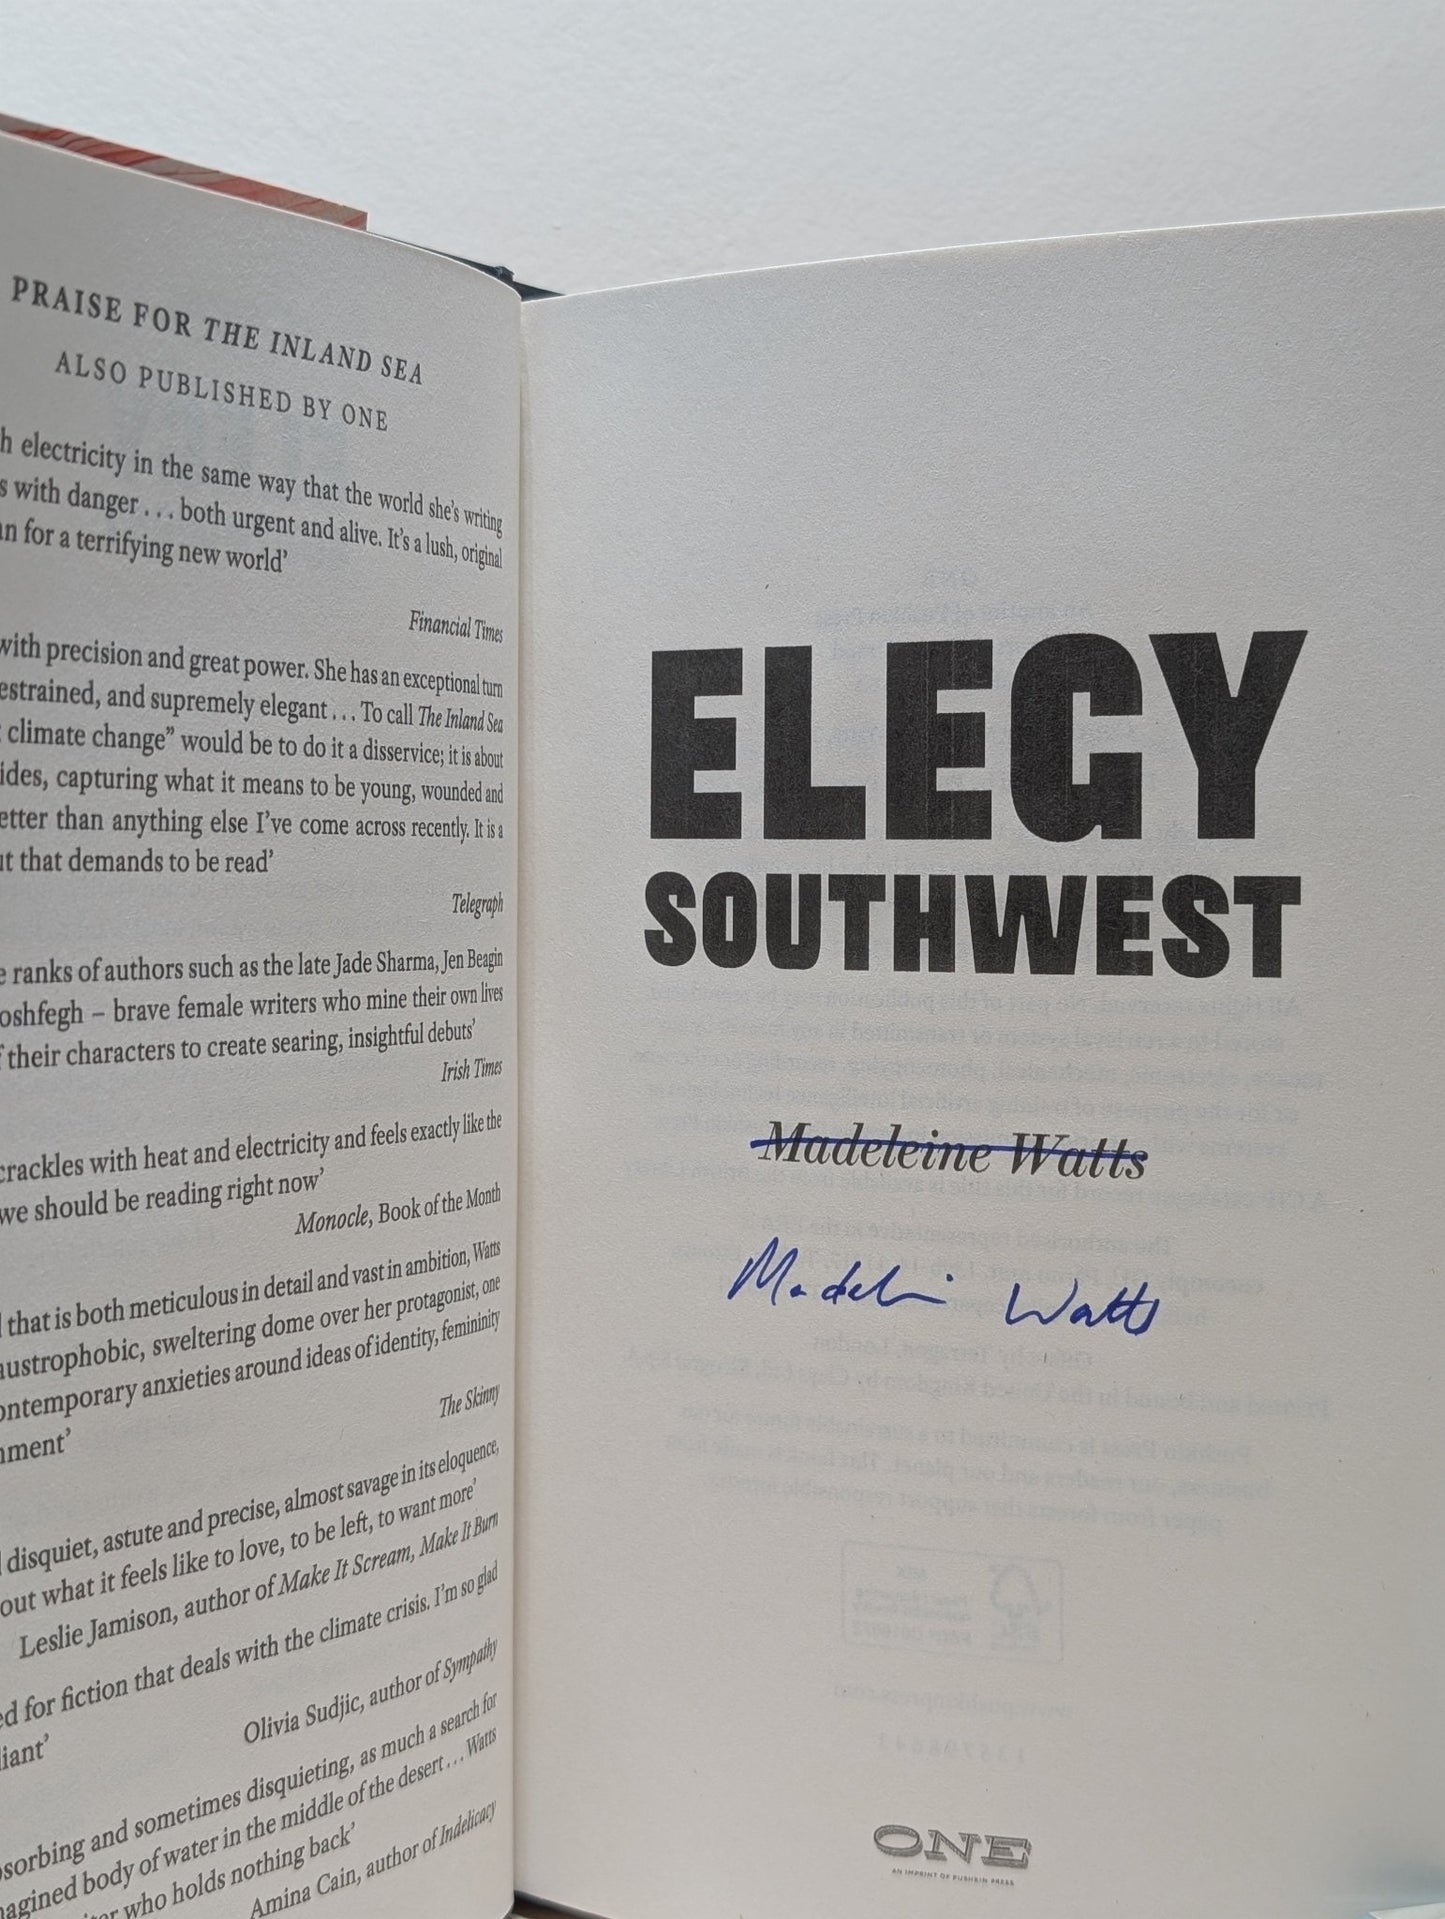 PRAISE FOR THE INLAND SEA
ALSO PUBLISHED BY ONE
h electricity in the same way that the world she's writing
s with danger . . . both urgent and alive. It's a lush, original
an for a terrifying new world'
Financial Times
with precision and great power. She has an exceptional turn
estrained, and supremely elegant . . . To call The Inland Sea
climate change” would be to do it a disservice; it is about
ides, capturing what it means to be young, wounded and
etter than anything else I've come across recently. It is a
ut that demands to be read'
Telegraph
e ranks of authors such as the late Jade Sharma, Jen Beagin
oshfegh – brave female writers who mine their own lives
f their characters to create searing, insightful debuts'
Irish Times
crackles with heat and electricity and feels exactly like the
we should be reading right now'
Monocle, Book of the Month
l that is both meticulous in detail and vast in ambition, Watts
austrophobic, sweltering dome over her protagonist, one
ontemporary anxieties around ideas of identity, femininity
nment'
The Skinny
l disquiet, astute and precise, almost savage in its eloquence,
out what it feels like to love, to be left, to want more'
Leslie Jamison, author of Make It Scream, Make It Burn
ed for fiction that deals with the climate crisis. I'm so glad
liant'
Olivia Sudjic, author of Sympathy
bsorbing and sometimes disquieting, as much a search for
nagined body of water in the middle of the desert . . . Watts
ter who holds nothing back'
Amina Cain, author of Indelicacy
ELEGY
SOUTHWEST
Madeleine Watts
Madeleine Watts
ONE
AN IMPRINT OF PUSHKIN PRESS